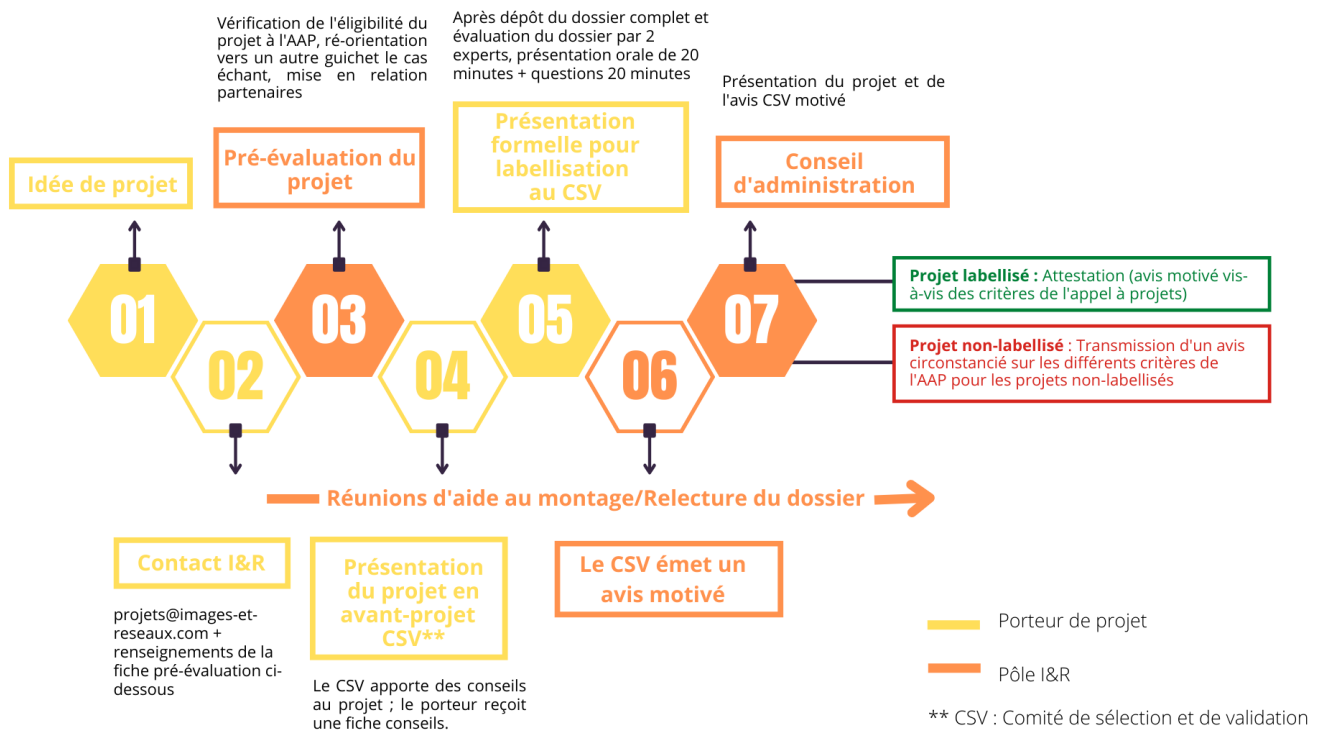 Vérification de l'éligibilité du
projet à l'AAP, ré-orientation
vers un autre guichet le cas
échant, mise en relation
partenaires
Après dépôt du dossier complet et
évaluation du dossier par 2
experts, présentation orale de 20
minutes + questions 20 minutes
Présentation du projet et de
l'avis CSV motivé
Idée de projet
Pré-évaluation du
projet
Présentation
formelle pour
labellisation
au CSV
Conseil
d'administration
01
02
03
04
05
06
07
Projet labellisé : Attestation (avis motivé vis-
à-vis des critères de l'appel à projets)
Projet non-labellisé : Transmission d'un avis
circonstancié sur les différents critères de
l'AAP pour les projets non-labellisés
Réunions d'aide au montage/Relecture du dossier
Contact I&R
projets@images-et-
reseaux.com +
renseignements de la
fiche pré-évaluation ci-
dessous
Présentation
du projet en
avant-projet
CSV**
Le CSV apporte des conseils
au projet ; le porteur reçoit
une fiche conseils.
Le CSV émet un
avis motivé
Porteur de projet
Pôle I&R
** CSV : Comité de sélection et de validation